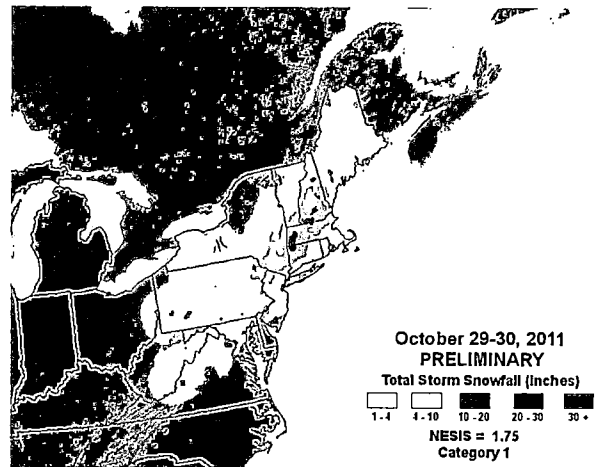 October 29-30, 2011
PRELIMINARY
Total Storm Snowfall (Inches)
1 - 4 4 - 10 10 - 20 20 - 30 30 +
NESIS = 1.75
Category 1